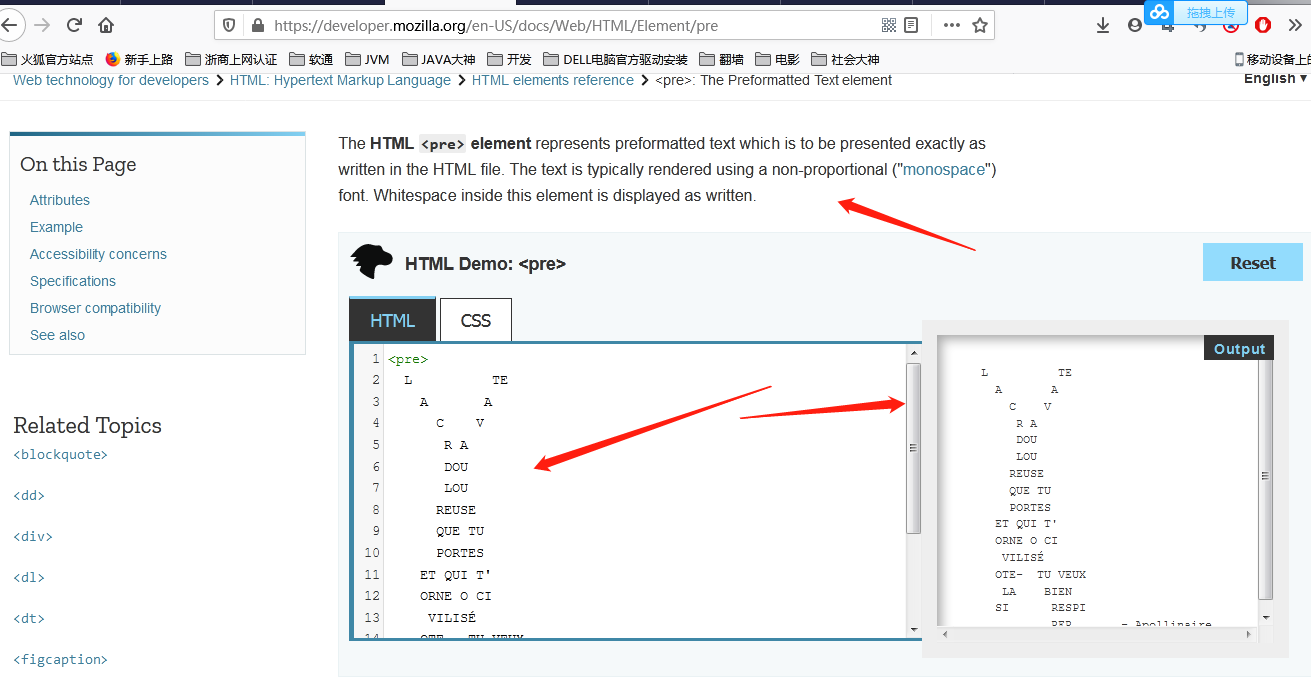 https://developer.mozilla.org/en-US/docs/Web/HTML/Element/pre
拖拽上传
火狐官方站点 新手上路 浙商上网认证 软通 JVM JAVA大神 开发 DELL电脑官方驱动安装 翻墙 电影 社会大神 移动设备上的
Web technology for developers > HTML: Hypertext Markup Language > HTML elements reference > <pre>: The Preformatted Text element English ▼
On this Page
Attributes
Example
Accessibility concerns
Specifications
Browser compatibility
See also
Related Topics
<blockquote>
<dd>
<div>
<dl>
<dt>
<figcaption>
The HTML <pre> element represents preformatted text which is to be presented exactly as
written in the HTML file. The text is typically rendered using a non-proportional ("monospace")
font. Whitespace inside this element is displayed as written.
HTML Demo: <pre>
Reset
HTML CSS
1 <pre>
2   L          TE
3     A       A
4       C    V
5        R A
6        DOU
7        LOU
8       REUSE
9       QUE TU
10       PORTES
11     ET QUI T'
12     ORNE O CI
13      VILISÉ
14     OTE-  TU VEUX
Output
L          TE
A       A
C    V
R A
DOU
LOU
REUSE
QUE TU
PORTES
ET QUI T'
ORNE O CI
VILISÉ
OTE-  TU VEUX
LA    BIEN
SI      RESPI
RER       - Apollinaire